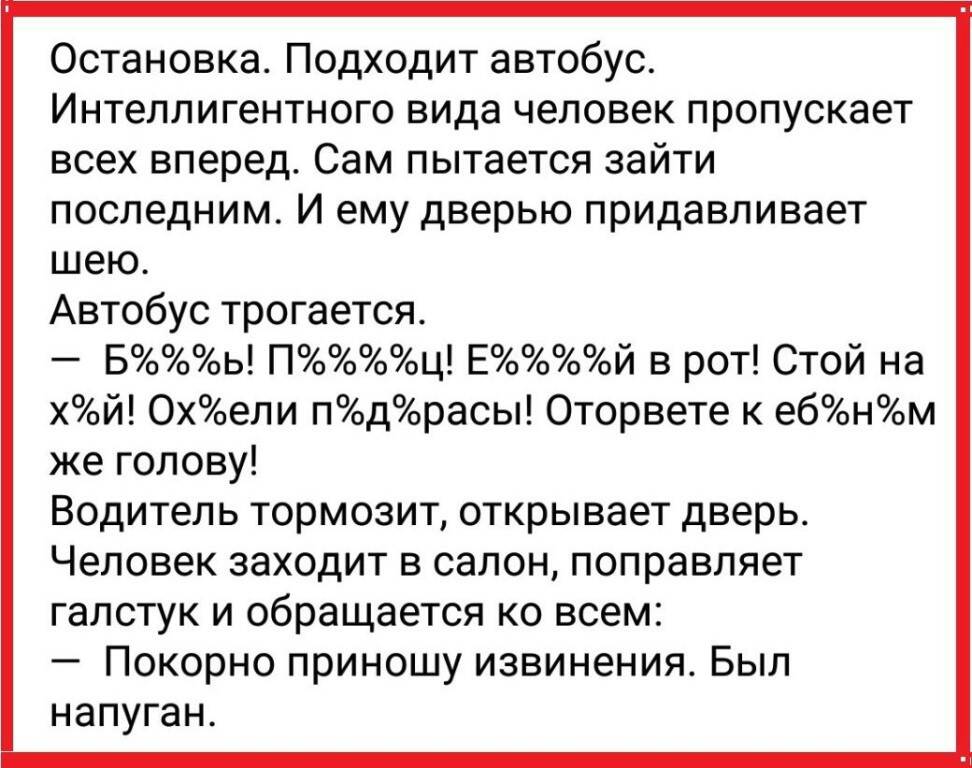 Остановка. Подходит автобус.
Интеллигентного вида человек пропускает
всех вперед. Сам пытается зайти
последним. И ему дверью придавливает
шею.
Автобус трогается.
— Б%%%ь! П%%%%ц! Е%%%%й в рот! Стой на
х%й! Ох%ели п%д%расы! Оторвете к еб%н%м
же голову!
Водитель тормозит, открывает дверь.
Человек заходит в салон, поправляет
галстук и обращается ко всем:
— Покорно приношу извинения. Был
напуган.